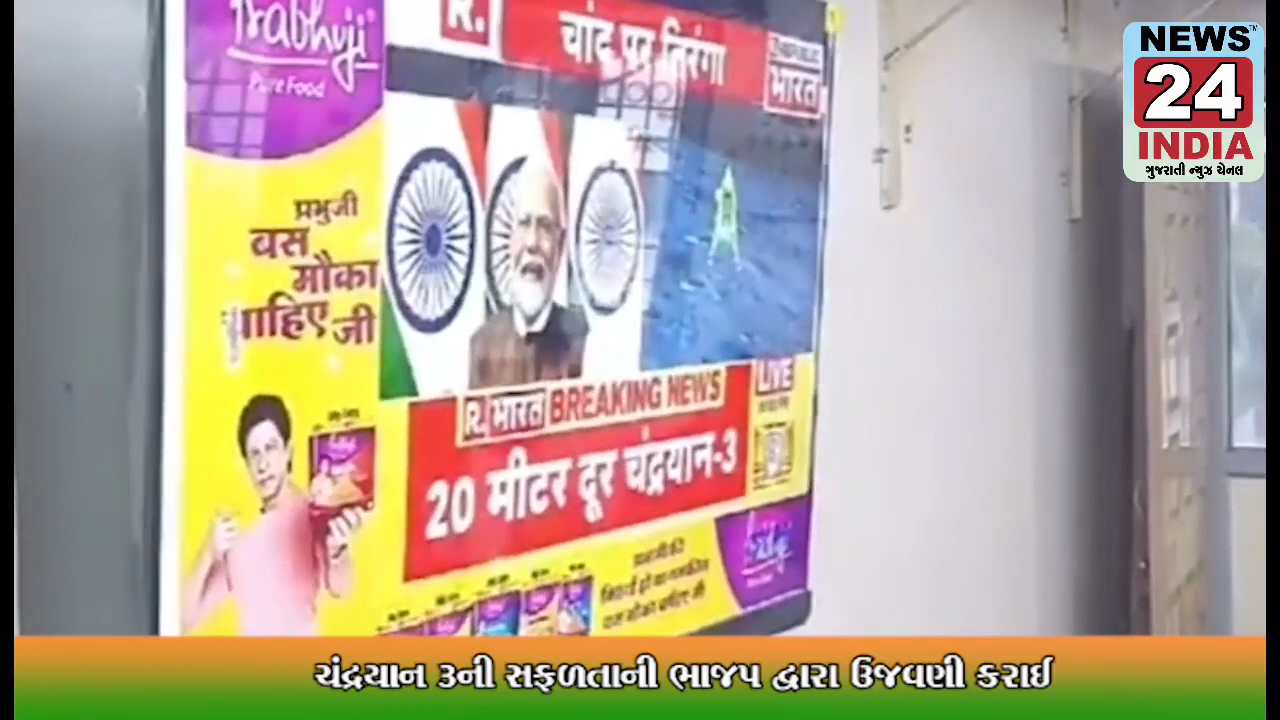 Prabhuji
Pure Food
प्रभुजी
बस
मौका
चाहिए जी
R.
चांद पर तिरंगा
भारत
R. भारत BREAKING NEWS
LIVE
20 मीटर दूर चंद्रयान-3
NEWS
24
INDIA
ગુજરાતી ન્યુઝ ચેનલ
ચંદ્રયાન ૩ની સફળતાની ભાજપ દ્વારા ઉજવણી કરાઈ